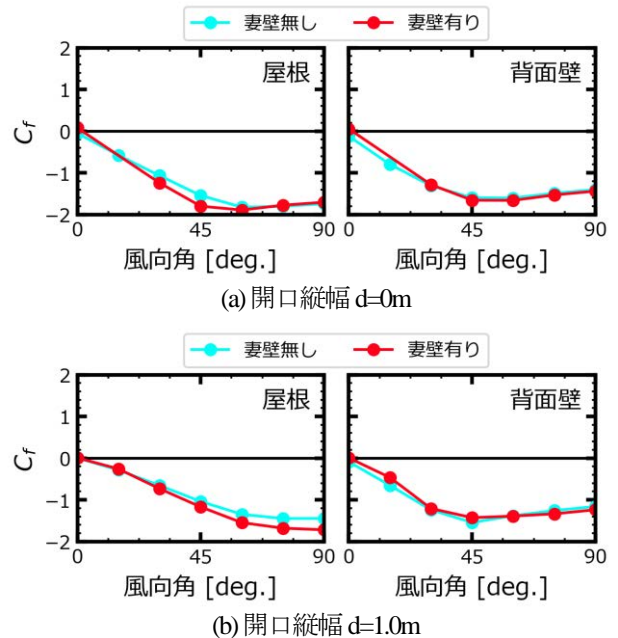 妻壁無し 妻壁有り
2
1
0
-1
-2
C_f
屋根
背面壁
0 45 90 0 45 90
風向角 [deg.] 風向角 [deg.]
(a) 開口縦幅 d=0m
妻壁無し 妻壁有り
2
1
0
-1
-2
C_f
屋根
背面壁
0 45 90 0 45 90
風向角 [deg.] 風向角 [deg.]
(b) 開口縦幅 d=1.0m